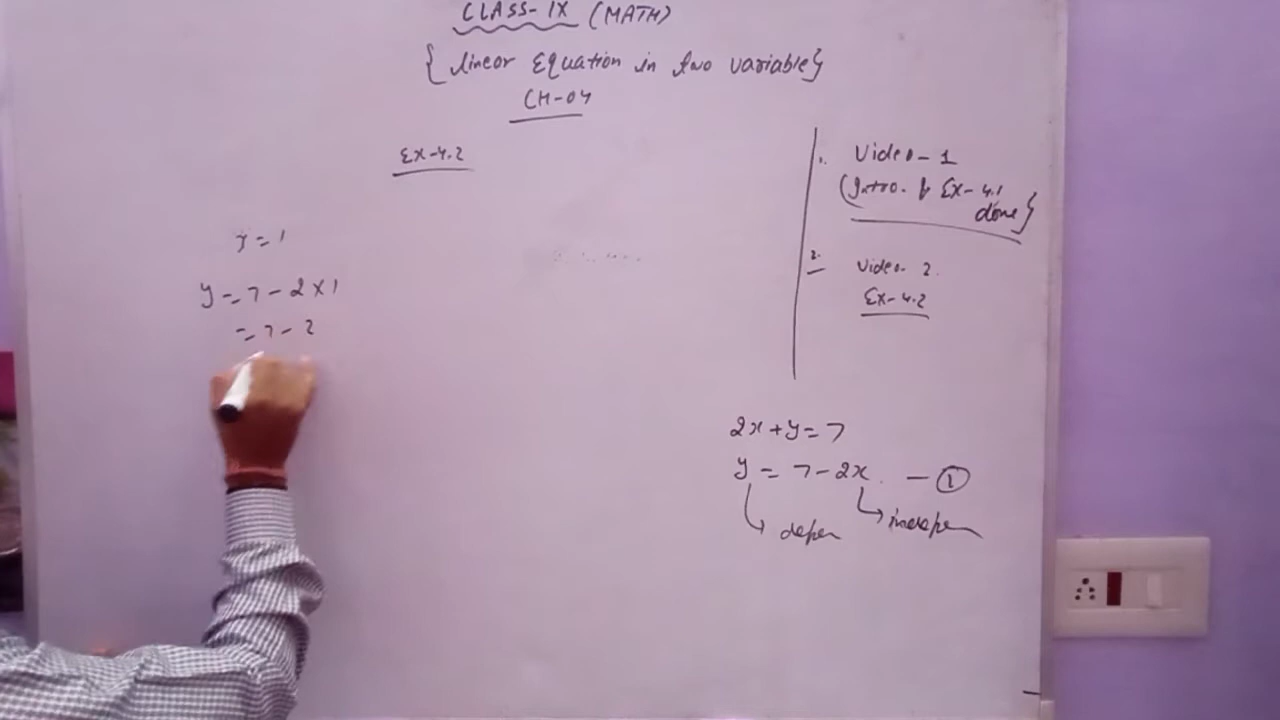 CLASS-IX (MATH)
{linear Equation in two variable}
CH-04
Ex-4.2
x = 1
y = 7 - 2 x 1
= 7 - 2
1. Video-1
(Intro. & Ex-4.1
done}
2. Video 2.
Ex-4.2
2x + y = 7
y = 7 - 2x. - ①
depen
indepen